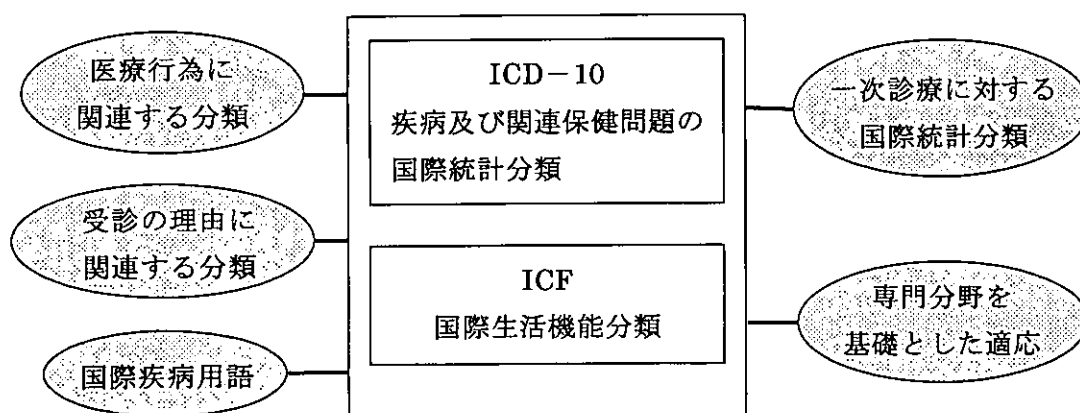 医療行為に
関連する分類
受診の理由に
関連する分類
国際疾病用語
ICD－10
疾病及び関連保健問題の
国際統計分類
ICF
国際生活機能分類
一次診療に対する
国際統計分類
専門分野を
基礎とした適応